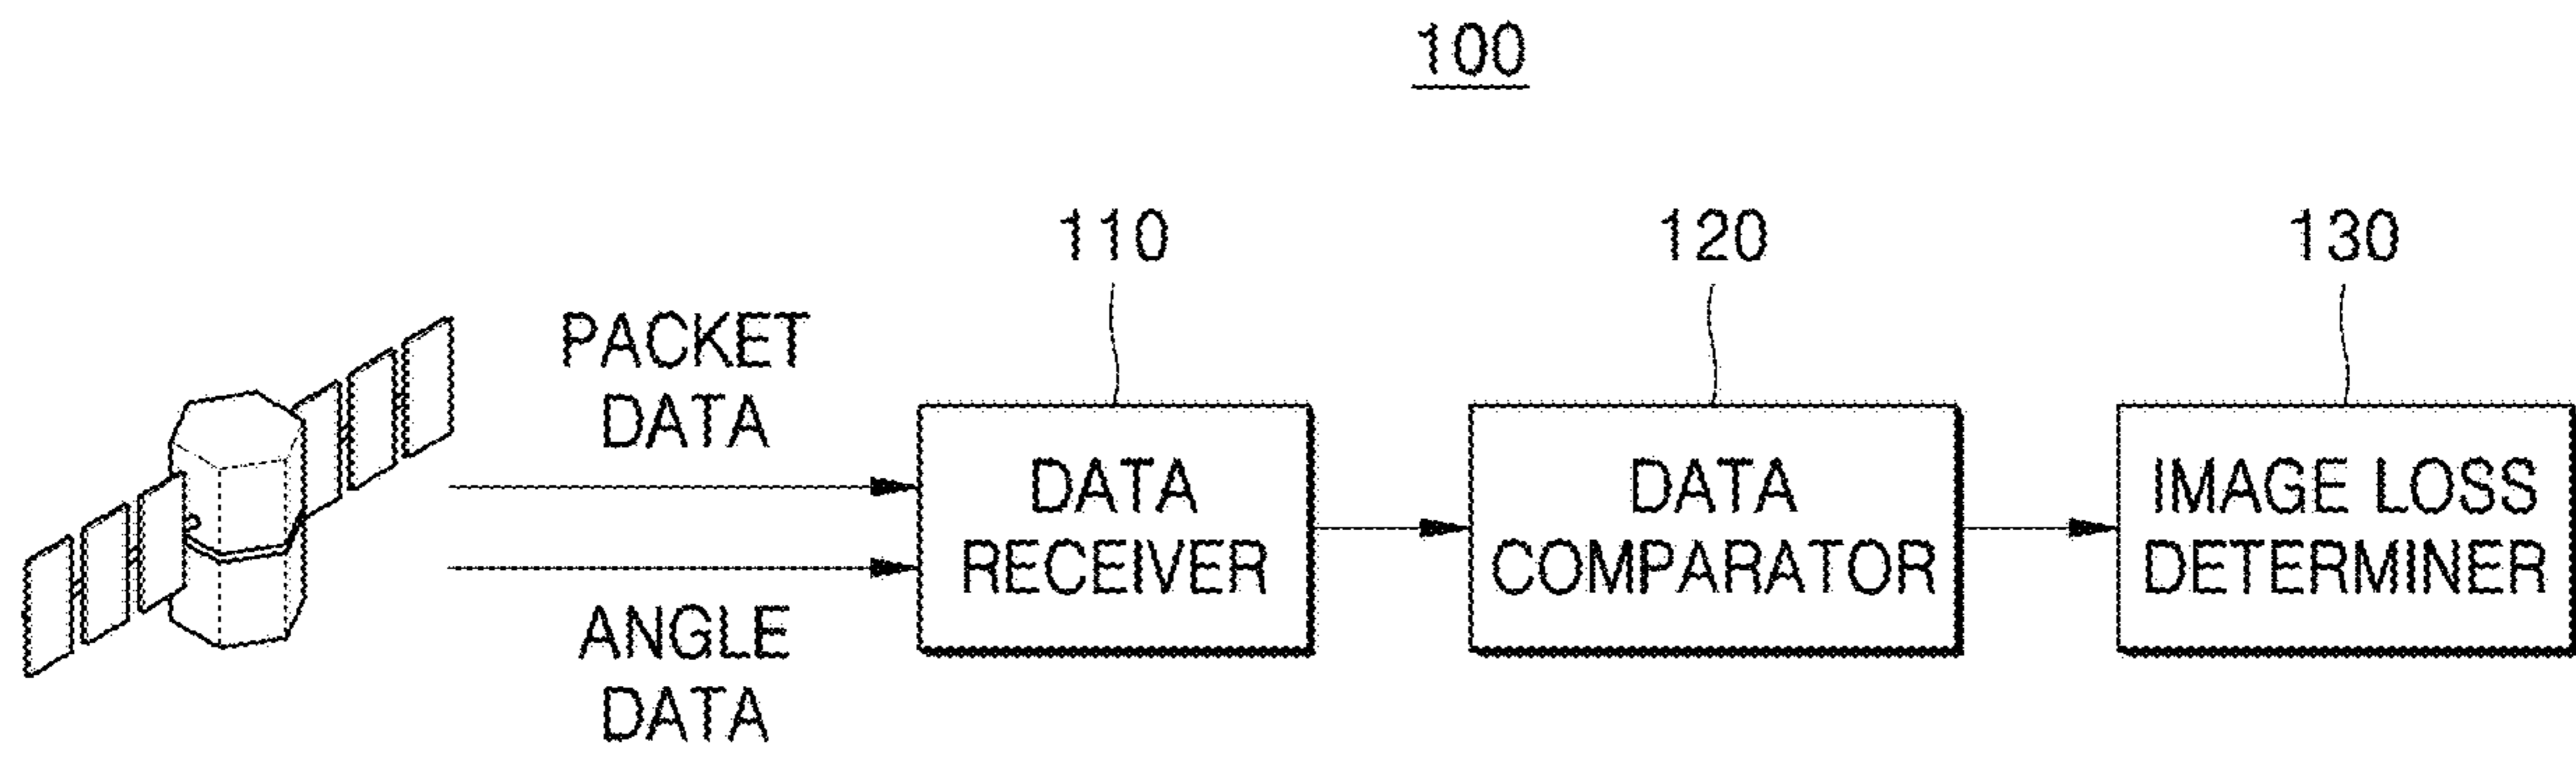 100
110
120
130
PACKET
DATA
ANGLE
DATA
DATA
RECEIVER
DATA
COMPARATOR
IMAGE LOSS
DETERMINER